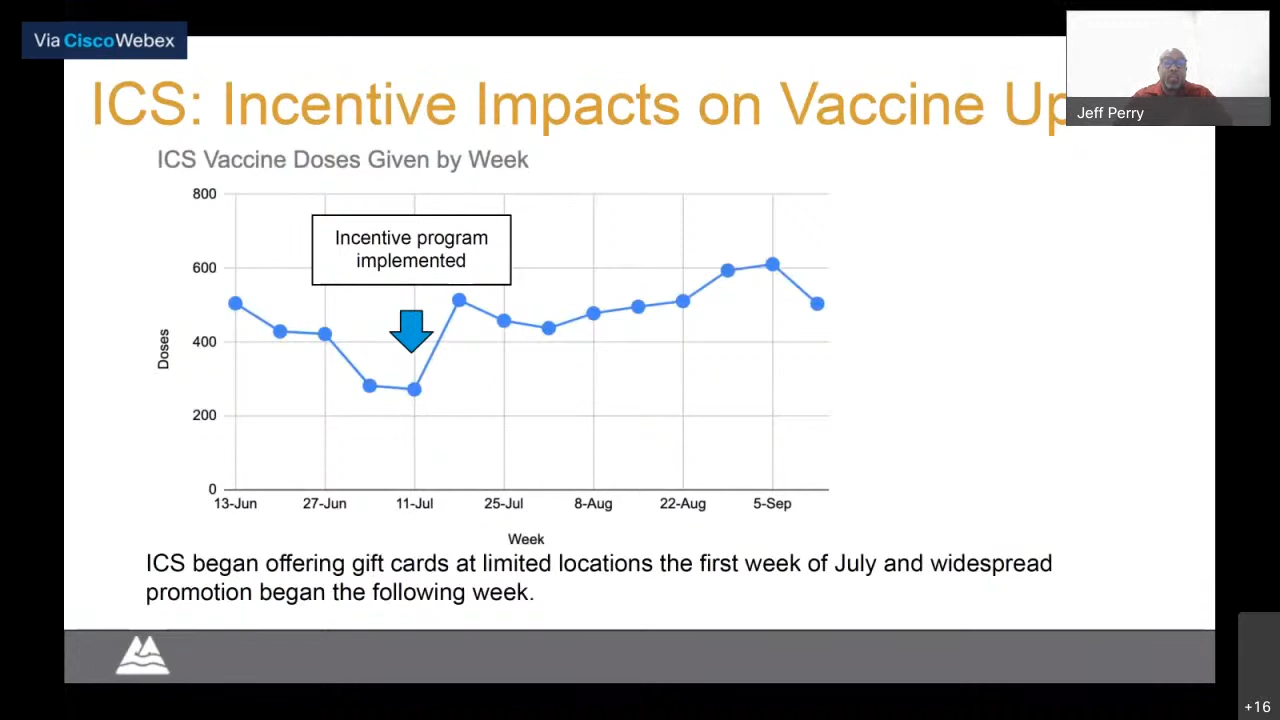 Via CiscoWebex
ICS: Incentive Impacts on Vaccine Up
Jeff Perry
ICS Vaccine Doses Given by Week
800
600
400
200
0
Doses
Incentive program
implemented
13-Jun 27-Jun 11-Jul 25-Jul 8-Aug 22-Aug 5-Sep
Week
ICS began offering gift cards at limited locations the first week of July and widespread
promotion began the following week.
+16